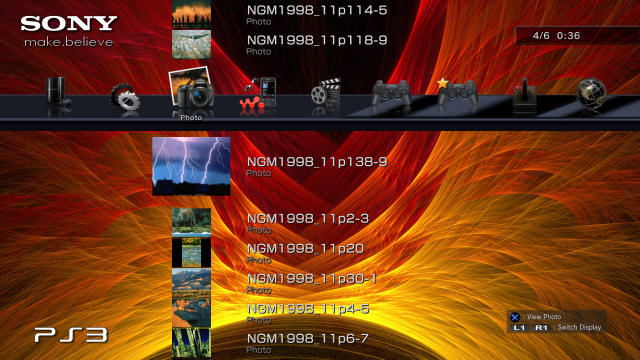 NGM1998_11p114-5
Photo
NGM1998_11p118-9
Photo
SONY
make.believe
4/6 0:36
Photo
NGM1998_11p138-9
Photo
NGM1998_11p2-3
Photo
NGM1998_11p20
Photo
NGM1998_11p30-1
Photo
NGM1998_11p4-5
Photo
NGM1998_11p6-7
Photo
PS3
: View Photo
L1 R1 : Switch Display